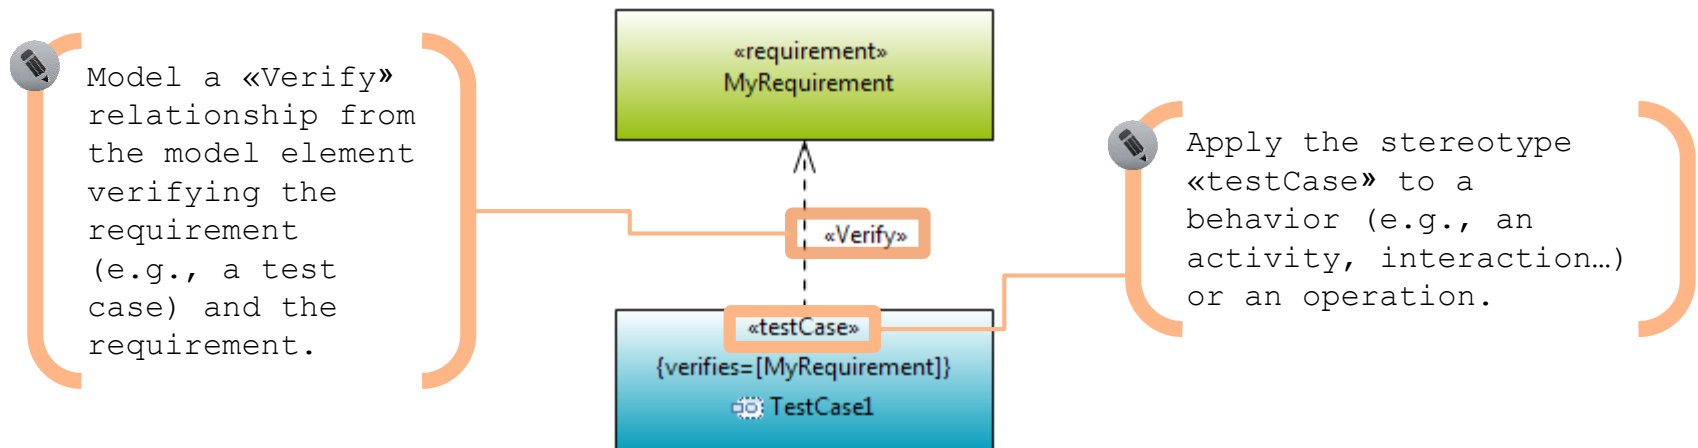 Model a «Verify»
relationship from
the model element
verifying the
requirement
(e.g., a test
case) and the
requirement.
«requirement»
MyRequirement
«Verify»
«testCase»
{verifies=[MyRequirement]}
TestCase1
Apply the stereotype
«testCase» to a
behavior (e.g., an
activity, interaction…)
or an operation.